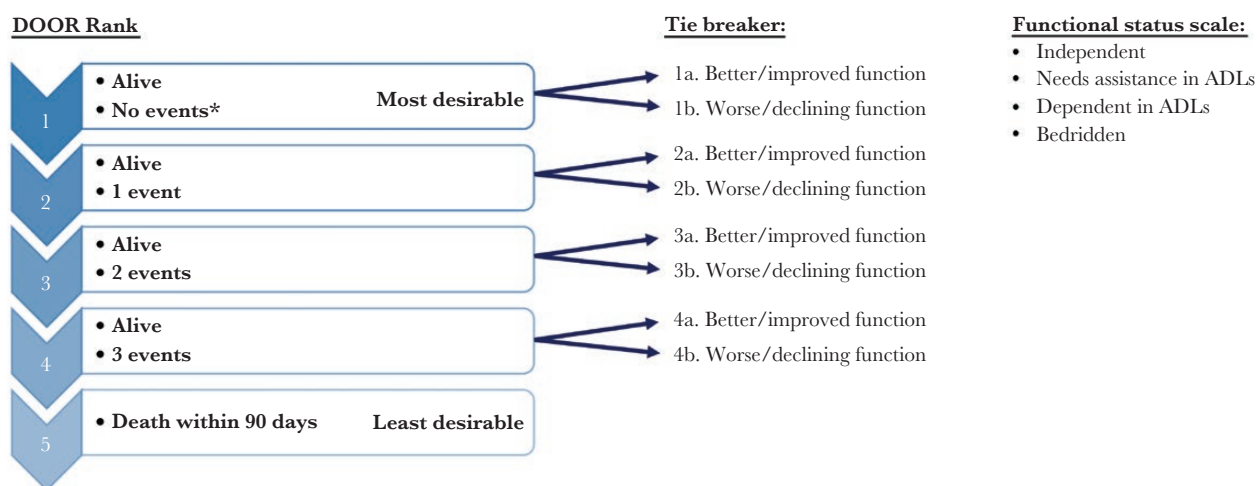 DOOR Rank
Tie breaker:
Functional status scale:
• Independent
• Needs assistance in ADLs
• Dependent in ADLs
• Bedridden
1
• Alive
• No events*
Most desirable
1a. Better/improved function
1b. Worse/declining function
2
• Alive
• 1 event
2a. Better/improved function
2b. Worse/declining function
3
• Alive
• 2 events
3a. Better/improved function
3b. Worse/declining function
4
• Alive
• 3 events
4a. Better/improved function
4b. Worse/declining function
5
• Death within 90 days
Least desirable